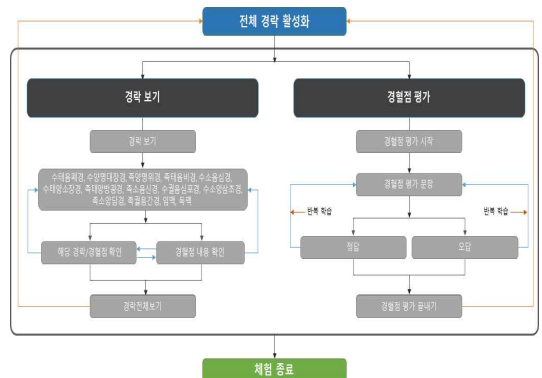 전체 경락 활성화
경락 보기
경혈점 평가
경락 보기
경혈점 평가 시작
수태음폐경, 수양명대장경, 족양명위경, 족태음비경, 수소음심경,
수태양소장경, 족태양방광경, 족소음신경, 수궐음심포경, 수소양삼초경,
족소양담경, 족궐음간경, 임맥, 독맥
경혈점 평가 문항
반복 학습
반복 학습
해당 경락/경혈점 확인
경혈점 내용 확인
정답
오답
경락전체보기
경혈점 평가 끝내기
체험 종료